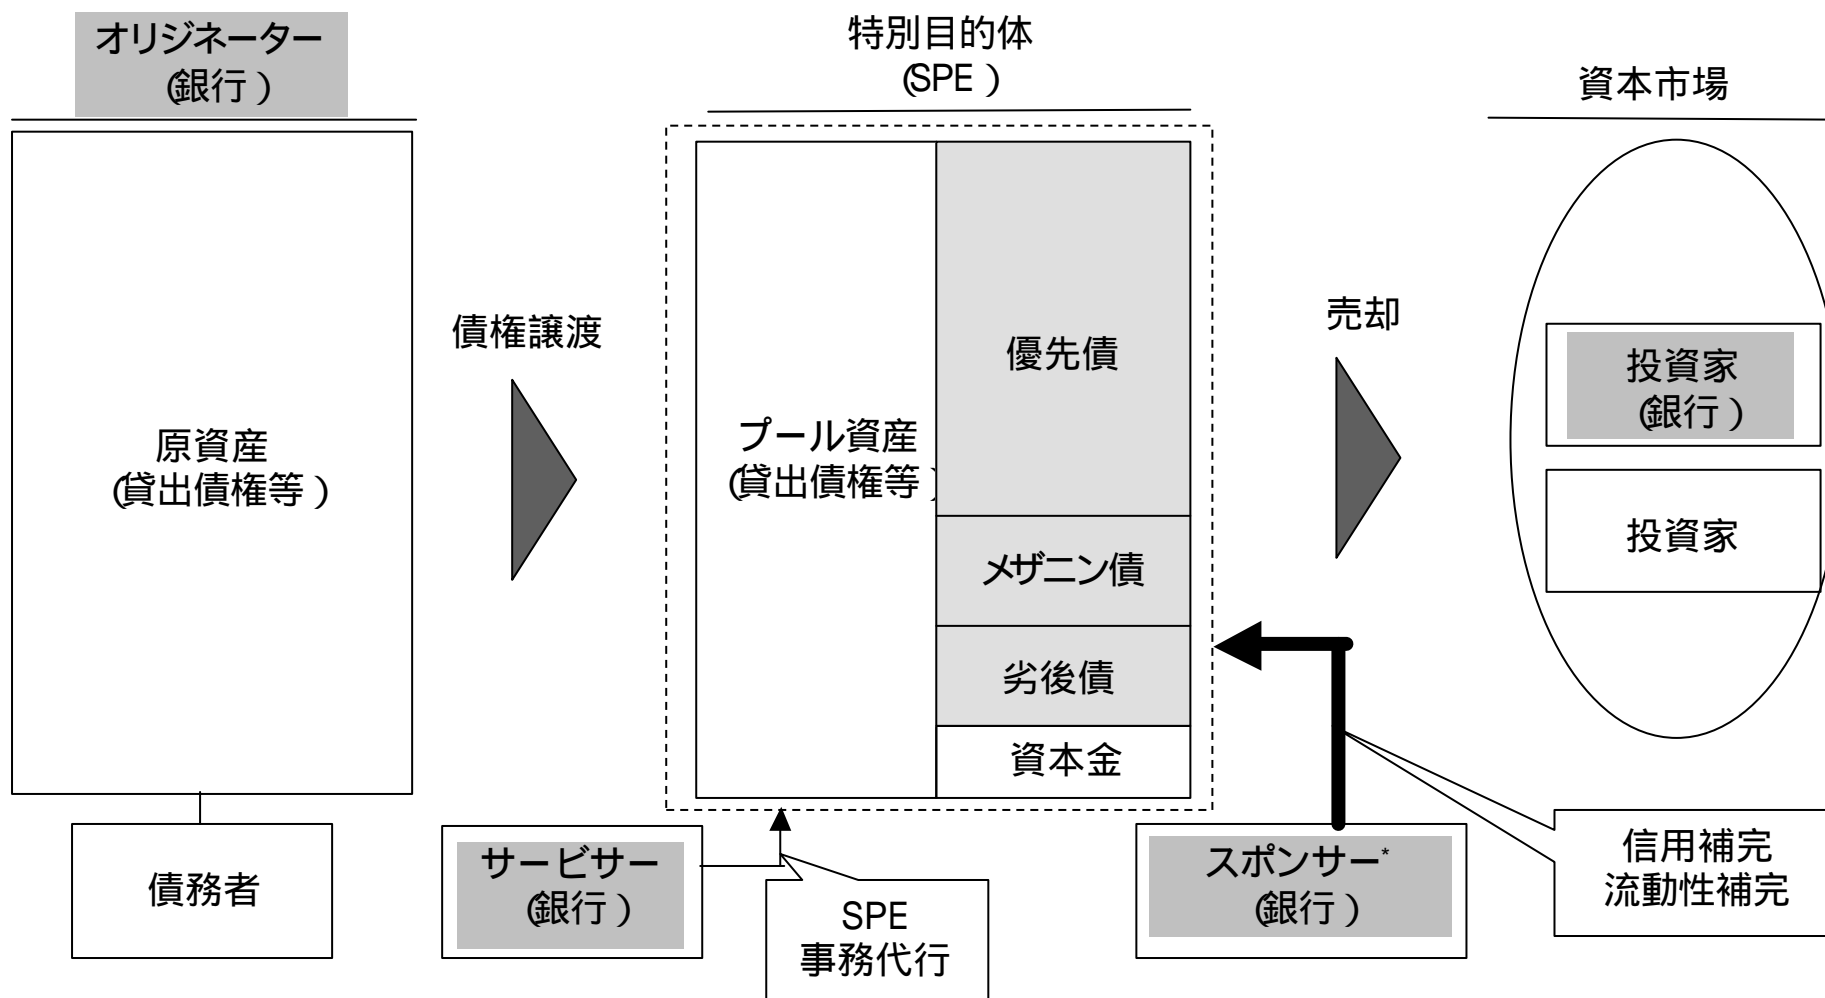 オリジネーター
(銀行)
特別目的体
(SPE)
資本市場
原資産
(貸出債権等)
債権譲渡
プール資産
(貸出債権等)
優先債
メザニン債
劣後債
資本金
売却
投資家
(銀行)
投資家
債務者
サービサー
(銀行)
SPE
事務代行
スポンサー*
(銀行)
信用補完
流動性補完